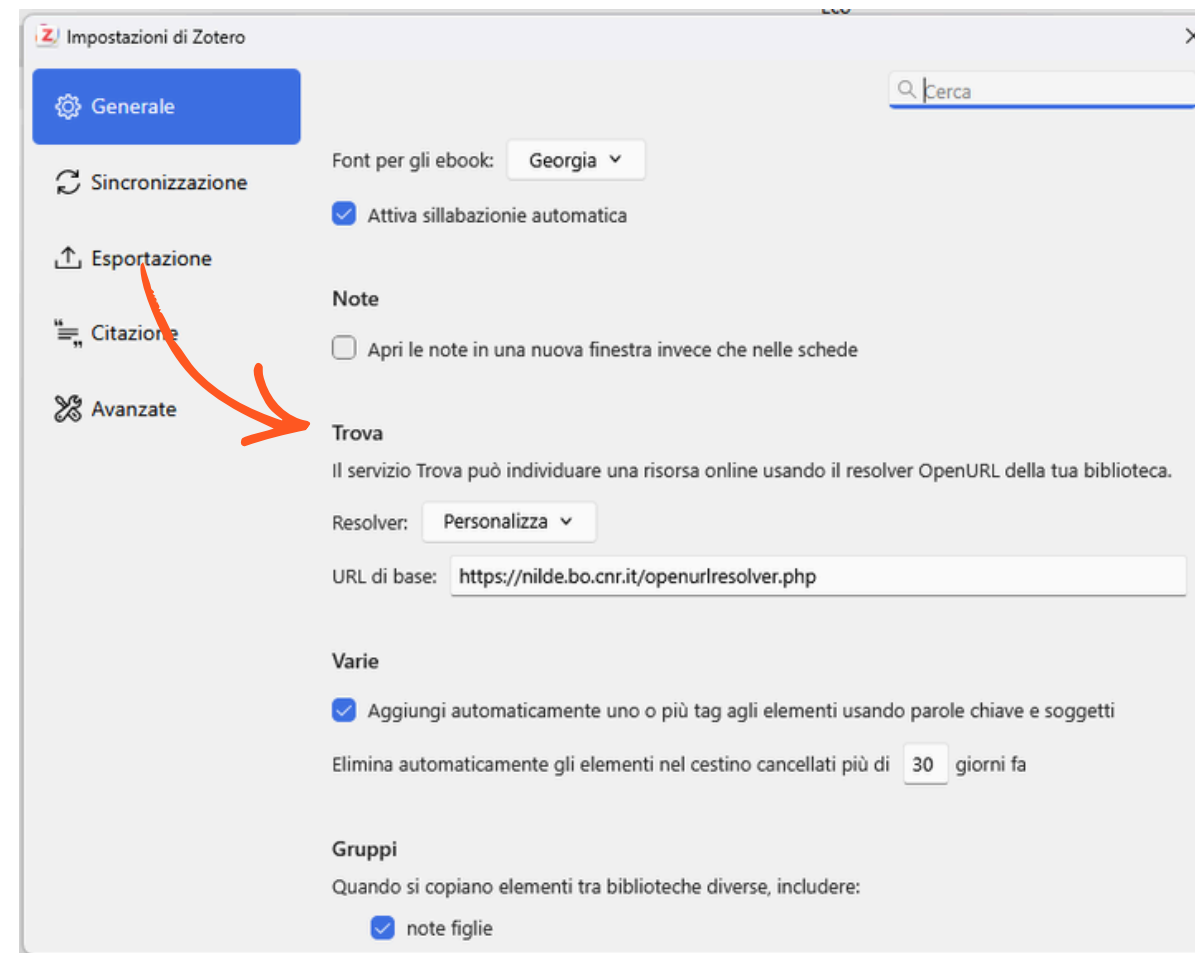 Impostazioni di Zotero
Cerca
Generale
Sincronizzazione
Esportazione
Citazione
Avanzate
Font per gli ebook: Georgia
Attiva sillabazionie automatica
Note
Apri le note in una nuova finestra invece che nelle schede
Trova
Il servizio Trova può individuare una risorsa online usando il resolver OpenURL della tua biblioteca.
Resolver: Personalizza
URL di base: https://nilde.bo.cnr.it/openurlresolver.php
Varie
Aggiungi automaticamente uno o più tag agli elementi usando parole chiave e soggetti
Elimina automaticamente gli elementi nel cestino cancellati più di 30 giorni fa
Gruppi
Quando si copiano elementi tra biblioteche diverse, includere:
note figlie